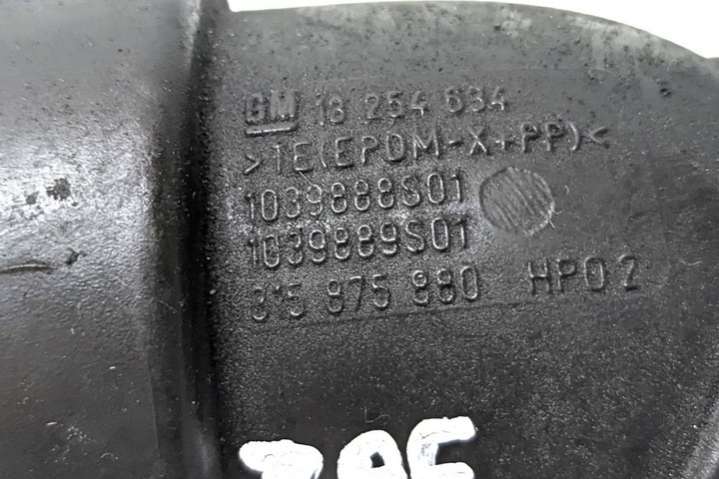 GM 13 254 634
>TE(EPDM-X+PP)<
1039888S01
1039889S01
315 875 880 HP02